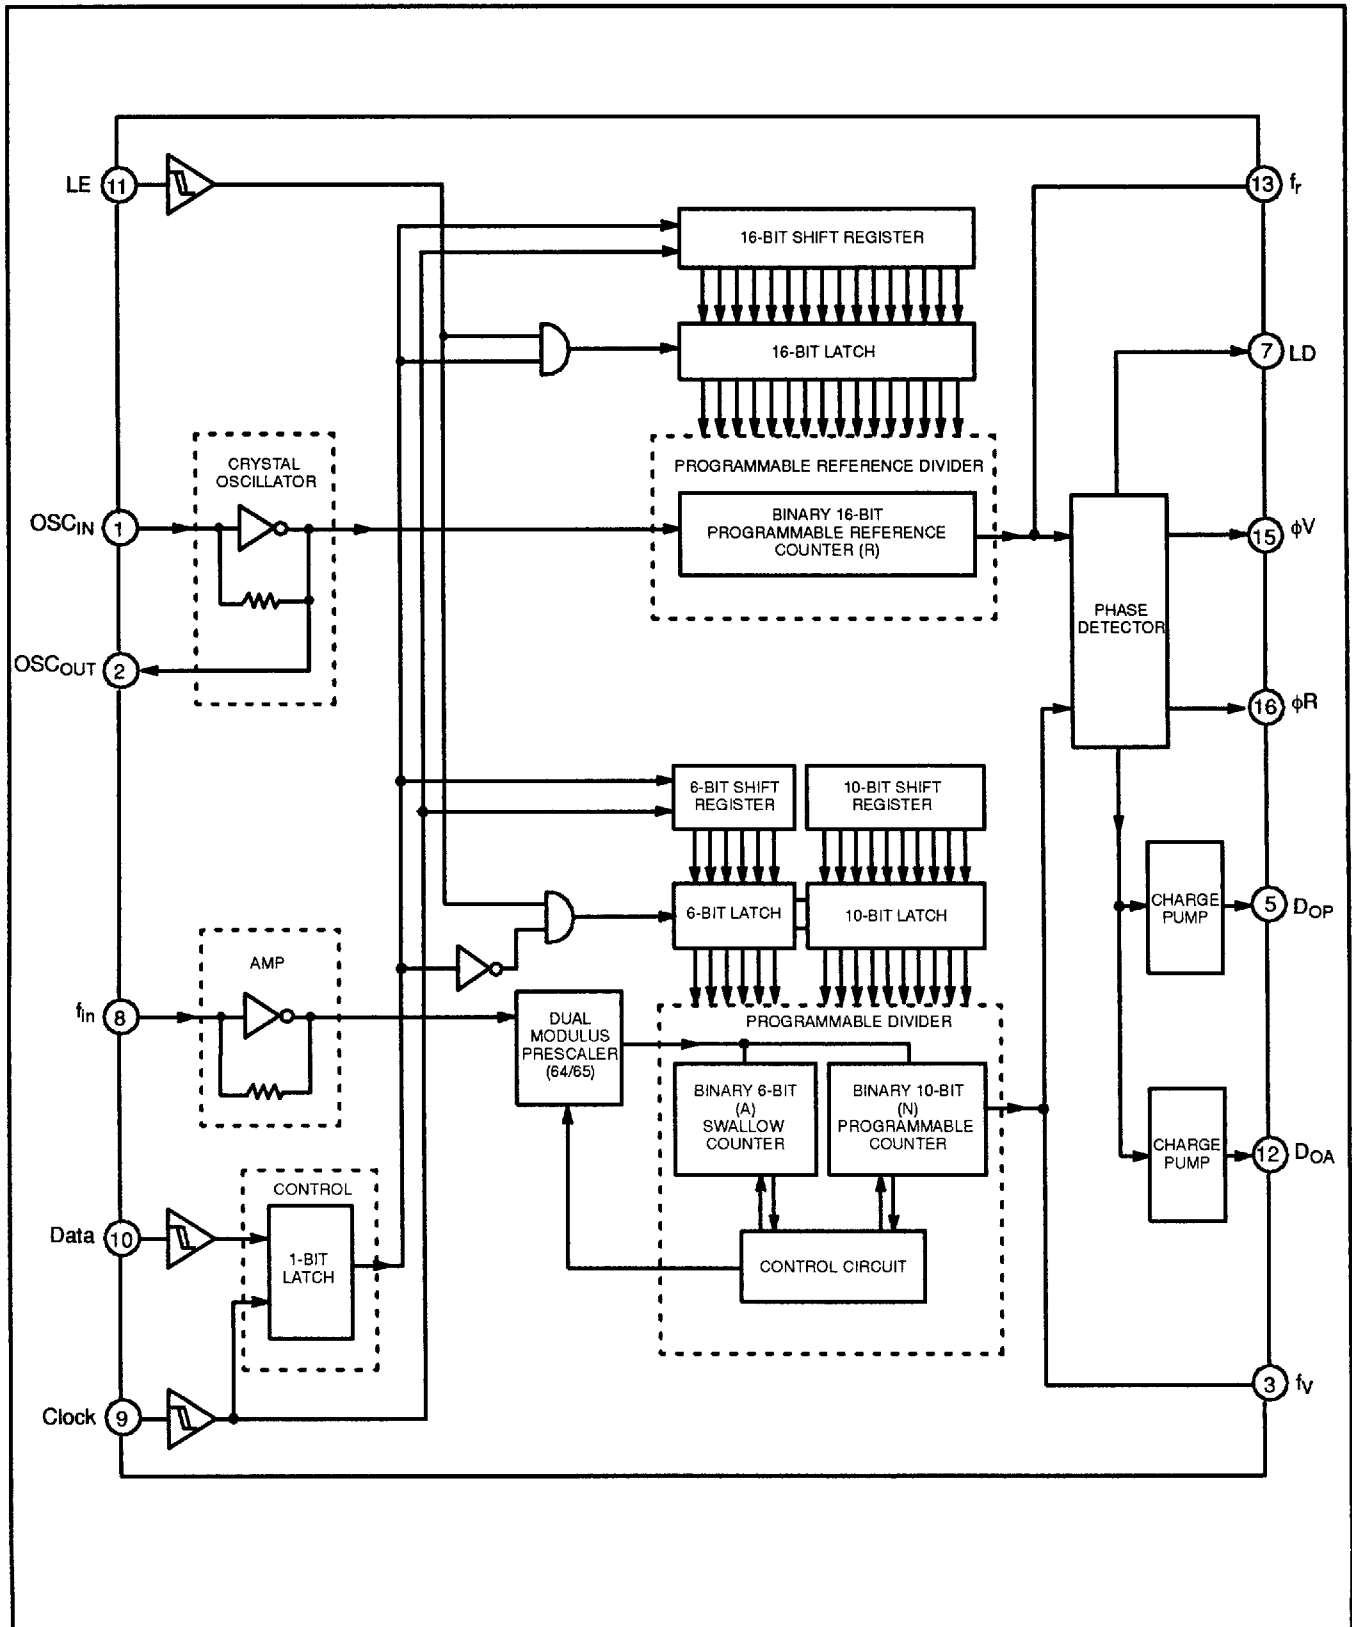 LE
11
13
fr
16-BIT SHIFT REGISTER
16-BIT LATCH
7
LD
CRYSTAL
OSCILLATOR
PROGRAMMABLE REFERENCE DIVIDER
OSCIN
1
BINARY 16-BIT
PROGRAMMABLE REFERENCE
COUNTER (R)
15
ϕV
PHASE
DETECTOR
OSCOUT
2
16
ϕR
6-BIT SHIFT
REGISTER
10-BIT SHIFT
REGISTER
6-BIT LATCH
10-BIT LATCH
CHARGE
PUMP
5
DOP
AMP
fin
8
DUAL
MODULUS
PRESCALER
(64/65)
PROGRAMMABLE DIVIDER
BINARY 6-BIT
(A)
SWALLOW
COUNTER
BINARY 10-BIT
(N)
PROGRAMMABLE
COUNTER
CHARGE
PUMP
12
DOA
CONTROL
Data
10
1-BIT
LATCH
CONTROL CIRCUIT
3
fV
Clock
9